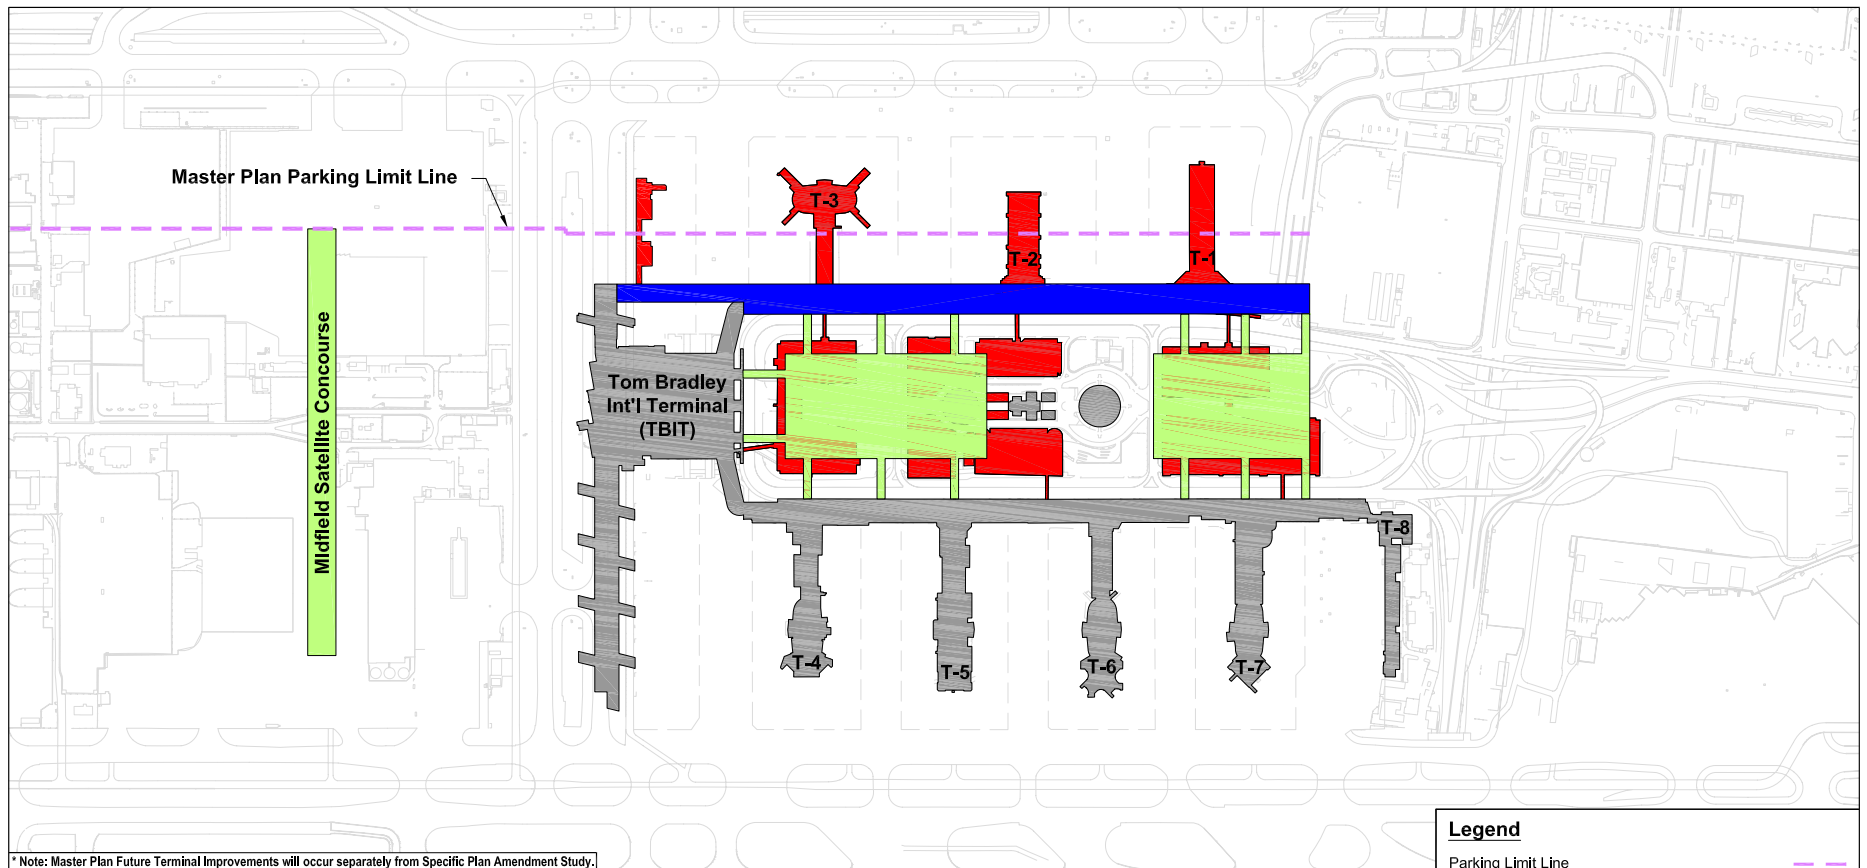 Master Plan Parking Limit Line
T-3
T-2
T-1
Midfield Satellite Concourse
Tom Bradley
Int'l Terminal
(TBIT)
T-8
T-4
T-5
T-6
T-7
Legend
Parking Limit Line
* Note: Master Plan Future Terminal Improvements will occur separately from Specific Plan Amendment Study.